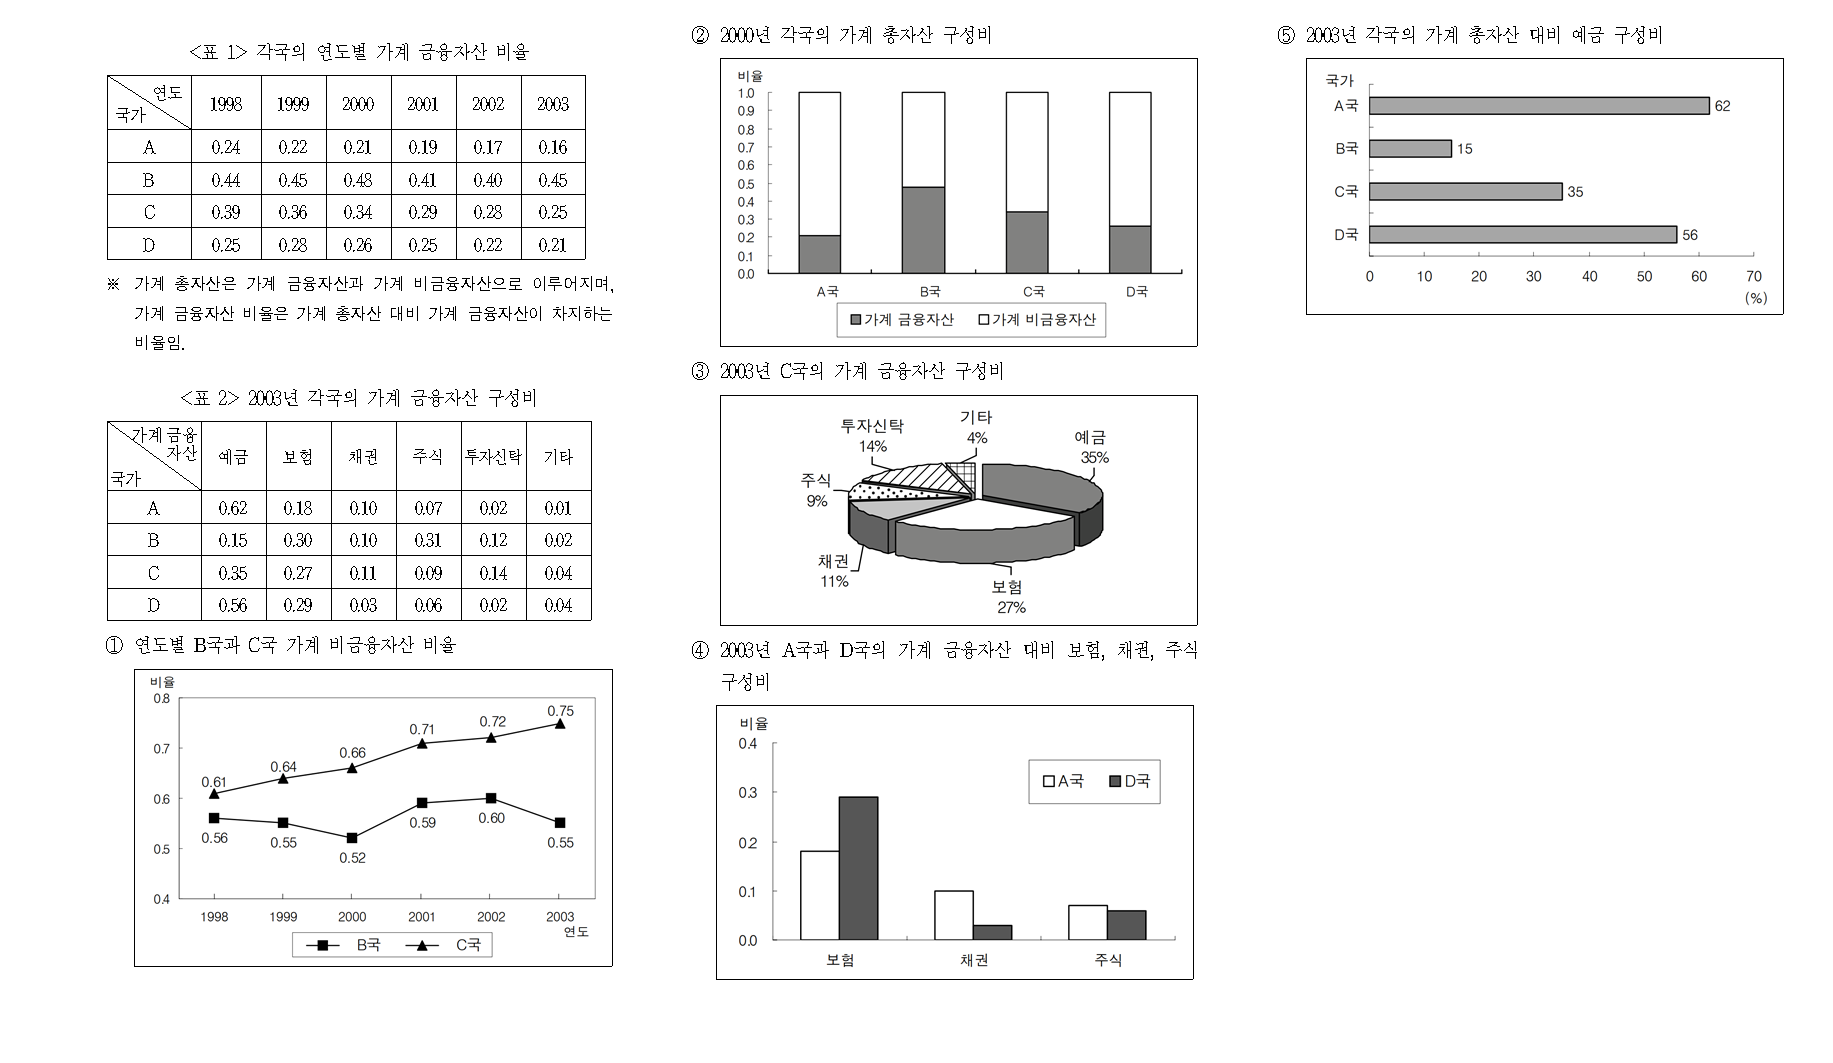 <표 1> 각국의 연도별 가계 금융자산 비율
연도
국가 1998 1999 2000 2001 2002 2003
A 0.24 0.22 0.21 0.19 0.17 0.16
B 0.44 0.45 0.48 0.41 0.40 0.45
C 0.39 0.36 0.34 0.29 0.28 0.25
D 0.25 0.28 0.26 0.25 0.22 0.21
※ 가계 총자산은 가계 금융자산과 가계 비금융자산으로 이루어지며,
가계 금융자산 비율은 가계 총자산 대비 가계 금융자산이 차지하는
비율임.
<표 2> 2003년 각국의 가계 금융자산 구성비
가계 금융
자산
국가 예금 보험 채권 주식 투자신탁 기타
A 0.62 0.18 0.10 0.07 0.02 0.01
B 0.15 0.30 0.10 0.31 0.12 0.02
C 0.35 0.27 0.11 0.09 0.14 0.04
D 0.56 0.29 0.03 0.06 0.02 0.04
① 연도별 B국과 C국 가계 비금융자산 비율
비율
0.8
0.7
0.6
0.5
0.4
0.61 0.64 0.66 0.71 0.72 0.75
0.56 0.55 0.52 0.59 0.60 0.55
1998 1999 2000 2001 2002 2003
연도
B국 C국
② 2000년 각국의 가계 총자산 구성비
비율
1.0
0.9
0.8
0.7
0.6
0.5
0.4
0.3
0.2
0.1
0.0
A국 B국 C국 D국
가계 금융자산 가계 비금융자산
③ 2003년 C국의 가계 금융자산 구성비
기타
4%
투자신탁
14%
예금
35%
주식
9%
채권
11%
보험
27%
④ 2003년 A국과 D국의 가계 금융자산 대비 보험, 채권, 주식
구성비
비율
0.4
0.3
0.2
0.1
0.0
A국 D국
보험 채권 주식
⑤ 2003년 각국의 가계 총자산 대비 예금 구성비
국가
A국 62
B국 15
C국 35
D국 56
0 10 20 30 40 50 60 70
(%)